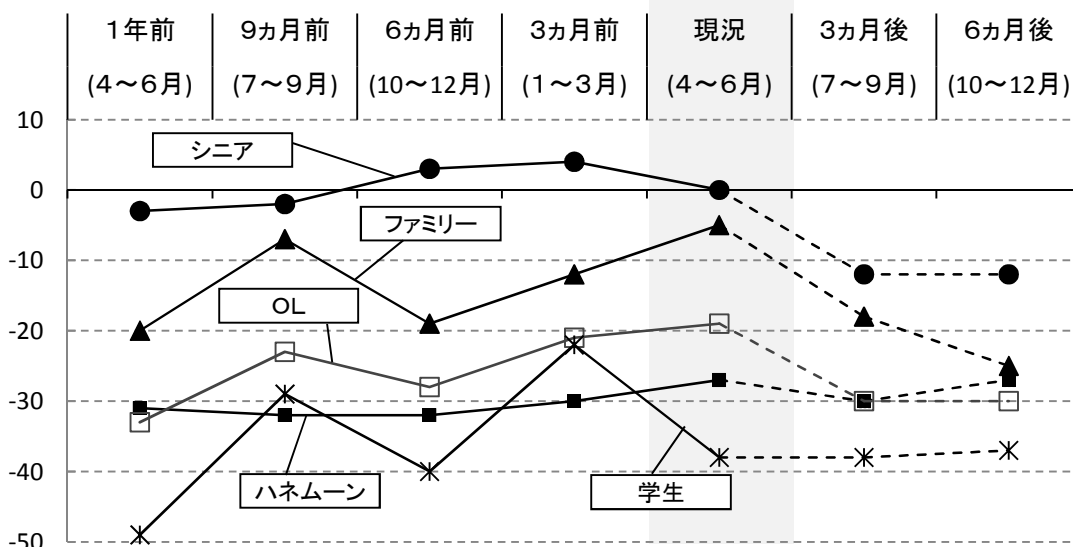 1年前 9ヵ月前 6ヵ月前 3ヵ月前 現況 3ヵ月後 6ヵ月後
(4～6月) (7～9月) (10～12月) (1～3月) (4～6月) (7～9月) (10～12月)
10
シニア
0
ファミリー
-10
OL
-20
-30
-40
ハネムーン 学生
-50